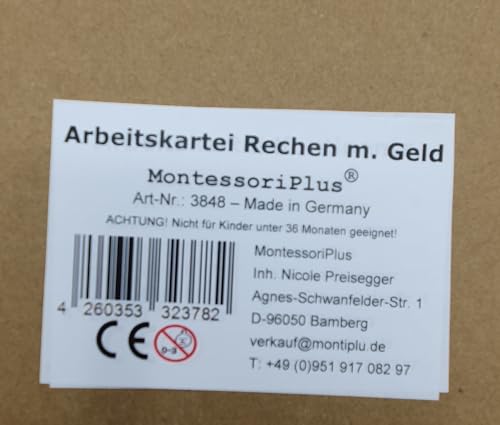 Arbeitskartei Rechen m. Geld
MontessoriPlus®
Art-Nr.: 3848 – Made in Germany
ACHTUNG! Nicht für Kinder unter 36 Monaten geeignet!
MontessoriPlus
Inh. Nicole Preisegger
Agnes-Schwanfelder-Str. 1
D-96050 Bamberg
verkauf@montiplu.de
T: +49 (0)951 917 082 97
4 260353 323782
CE
0-3